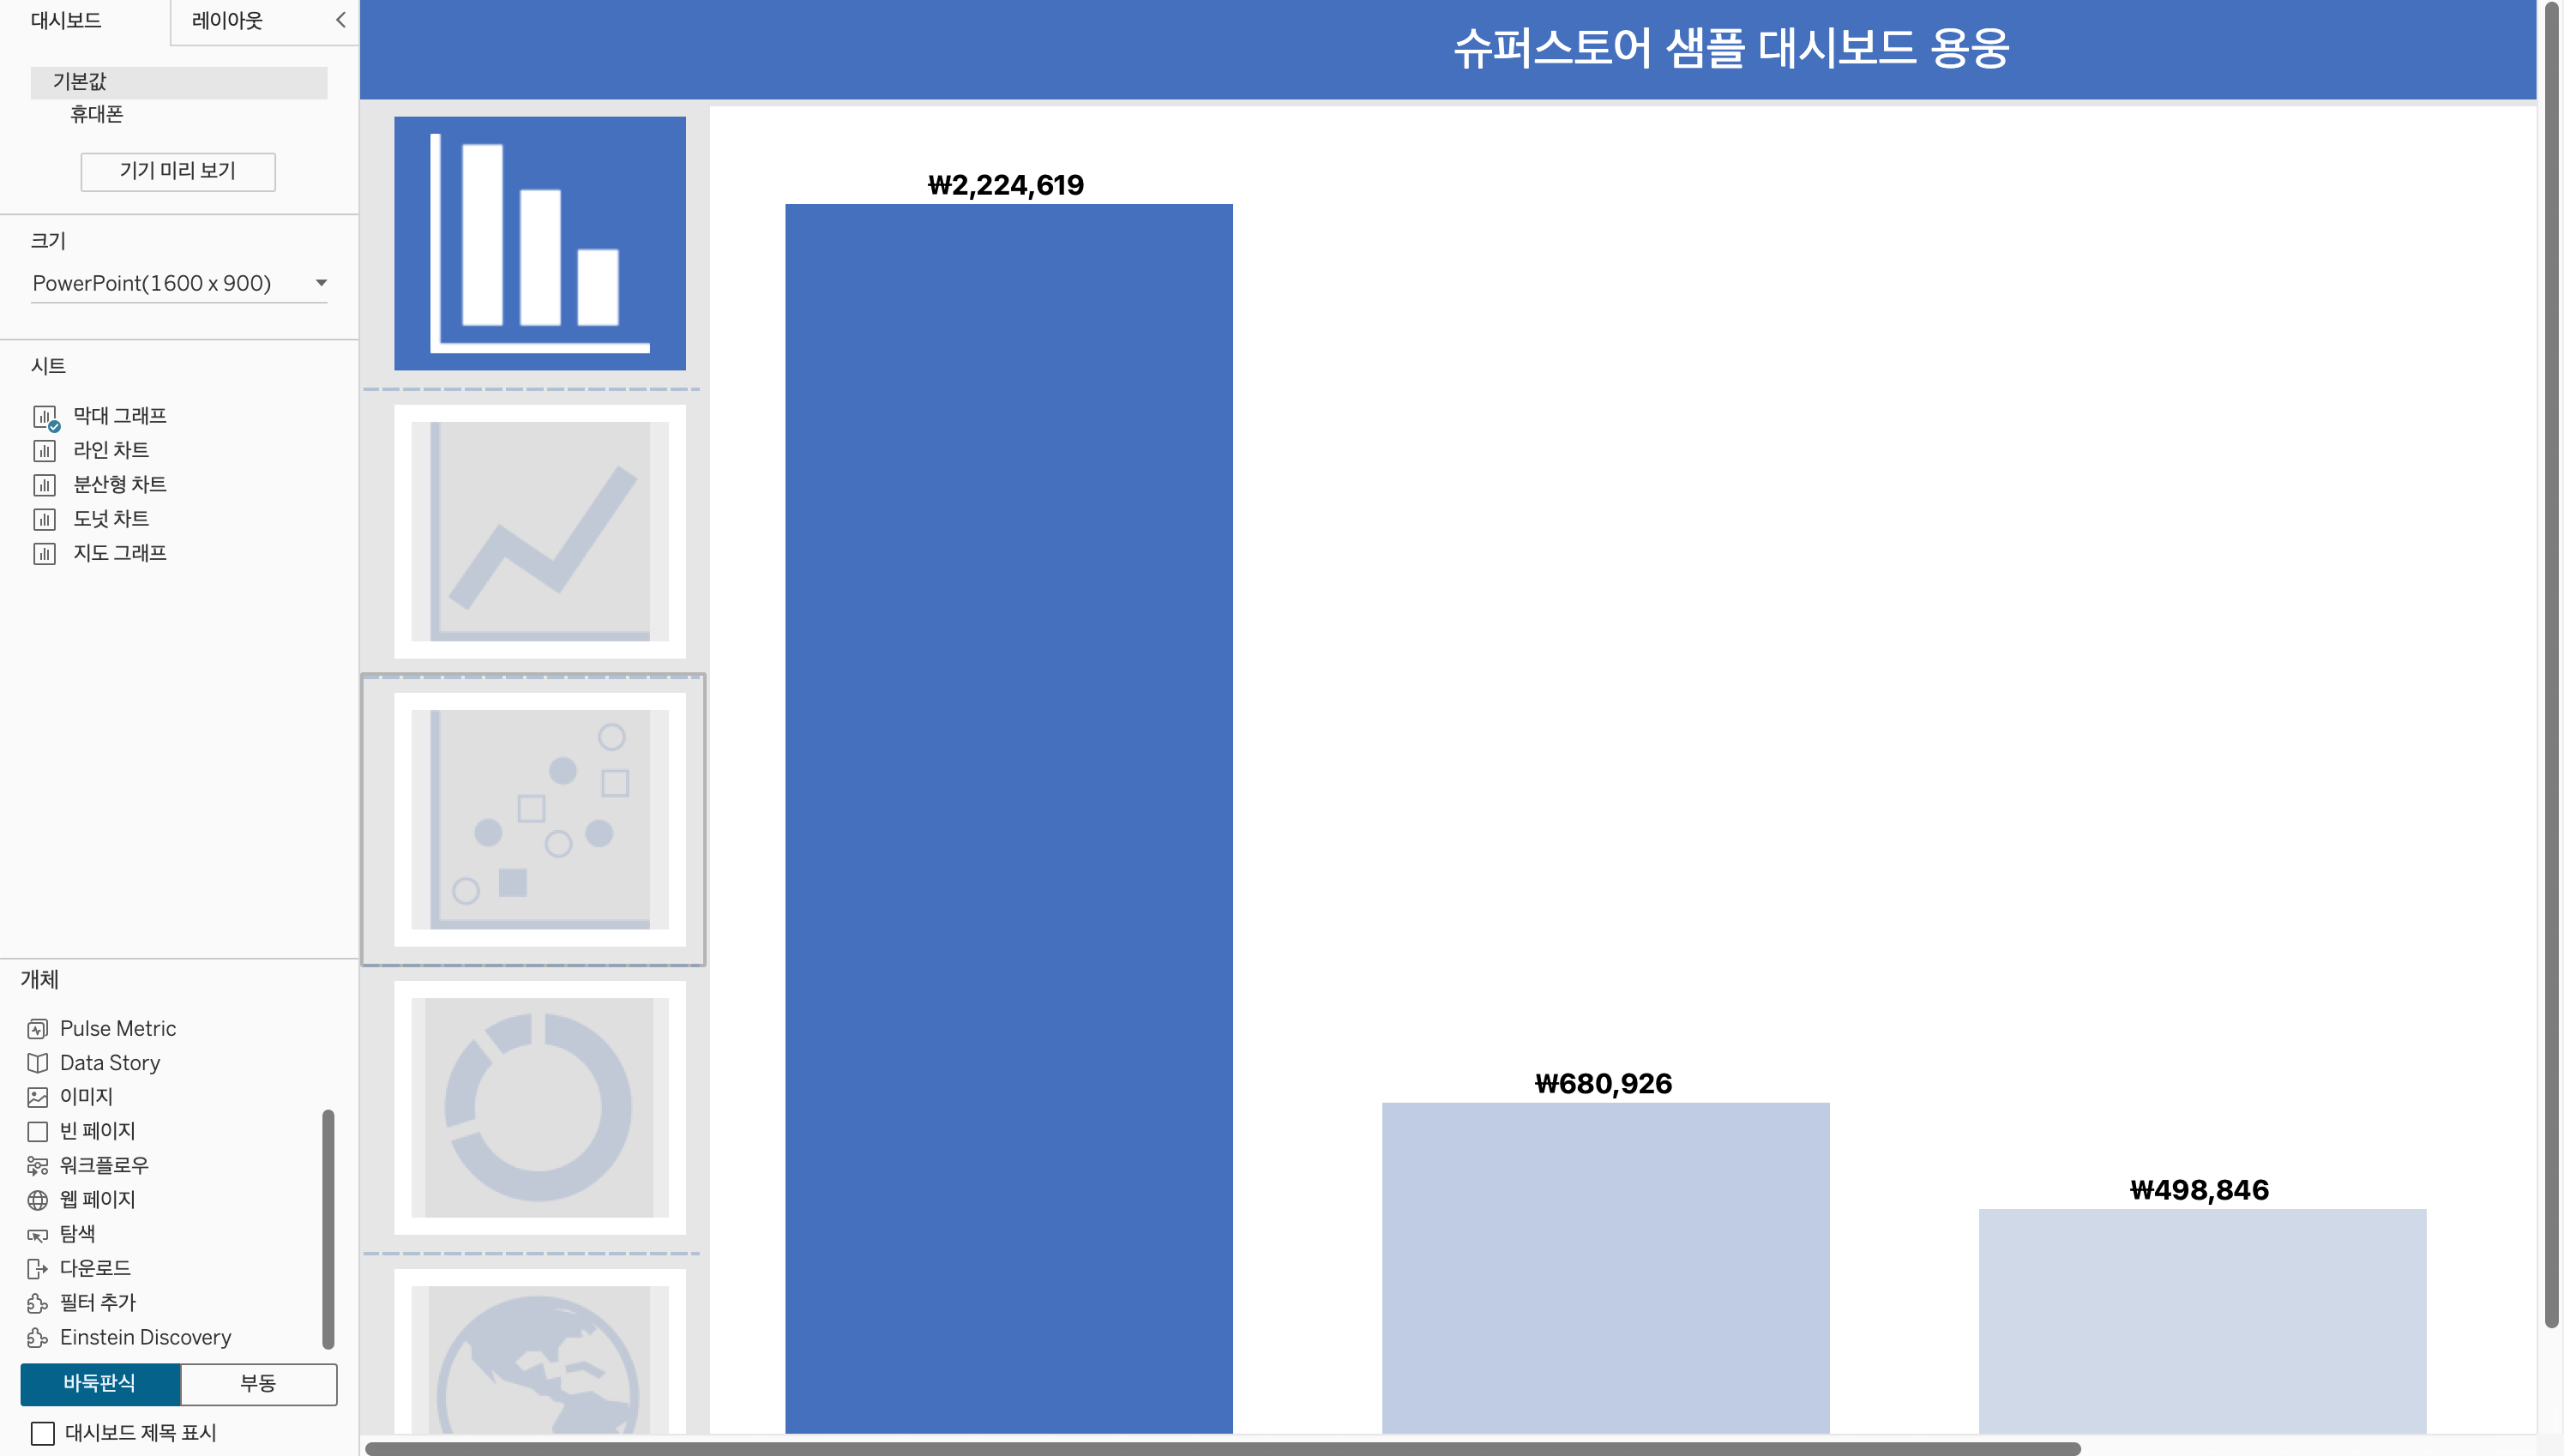 대시보드
레이아웃
기본값
휴대폰
기기 미리 보기
크기
PowerPoint(1600 x 900)
시트
막대 그래프
라인 차트
분산형 차트
도넛 차트
지도 그래프
개체
Pulse Metric
Data Story
이미지
빈 페이지
워크플로우
웹 페이지
탐색
다운로드
필터 추가
Einstein Discovery
바둑판식
부동
대시보드 제목 표시
슈퍼스토어 샘플 대시보드 용웅
₩2,224,619
₩680,926
₩498,846